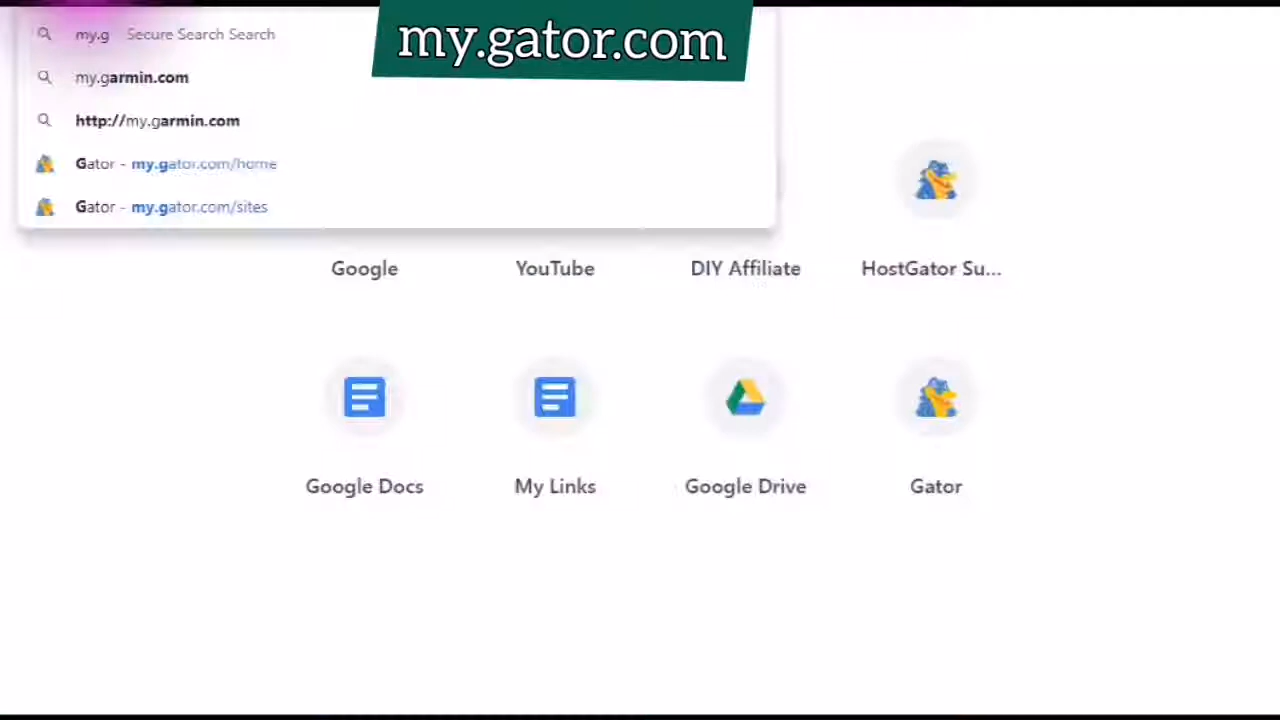 my.gator.com
my.g Secure Search Search
my.garmin.com
http://my.garmin.com
Gator - my.gator.com/home
Gator - my.gator.com/sites
Google YouTube DIY Affiliate HostGator Su...
Google Docs My Links Google Drive Gator